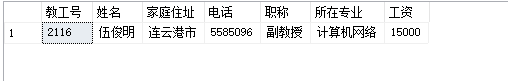 教工号 姓名 家庭住址 电话 职称 所在专业 工资
1 2116 伍俊明 连云港市 5585096 副教授 计算机网络 15000